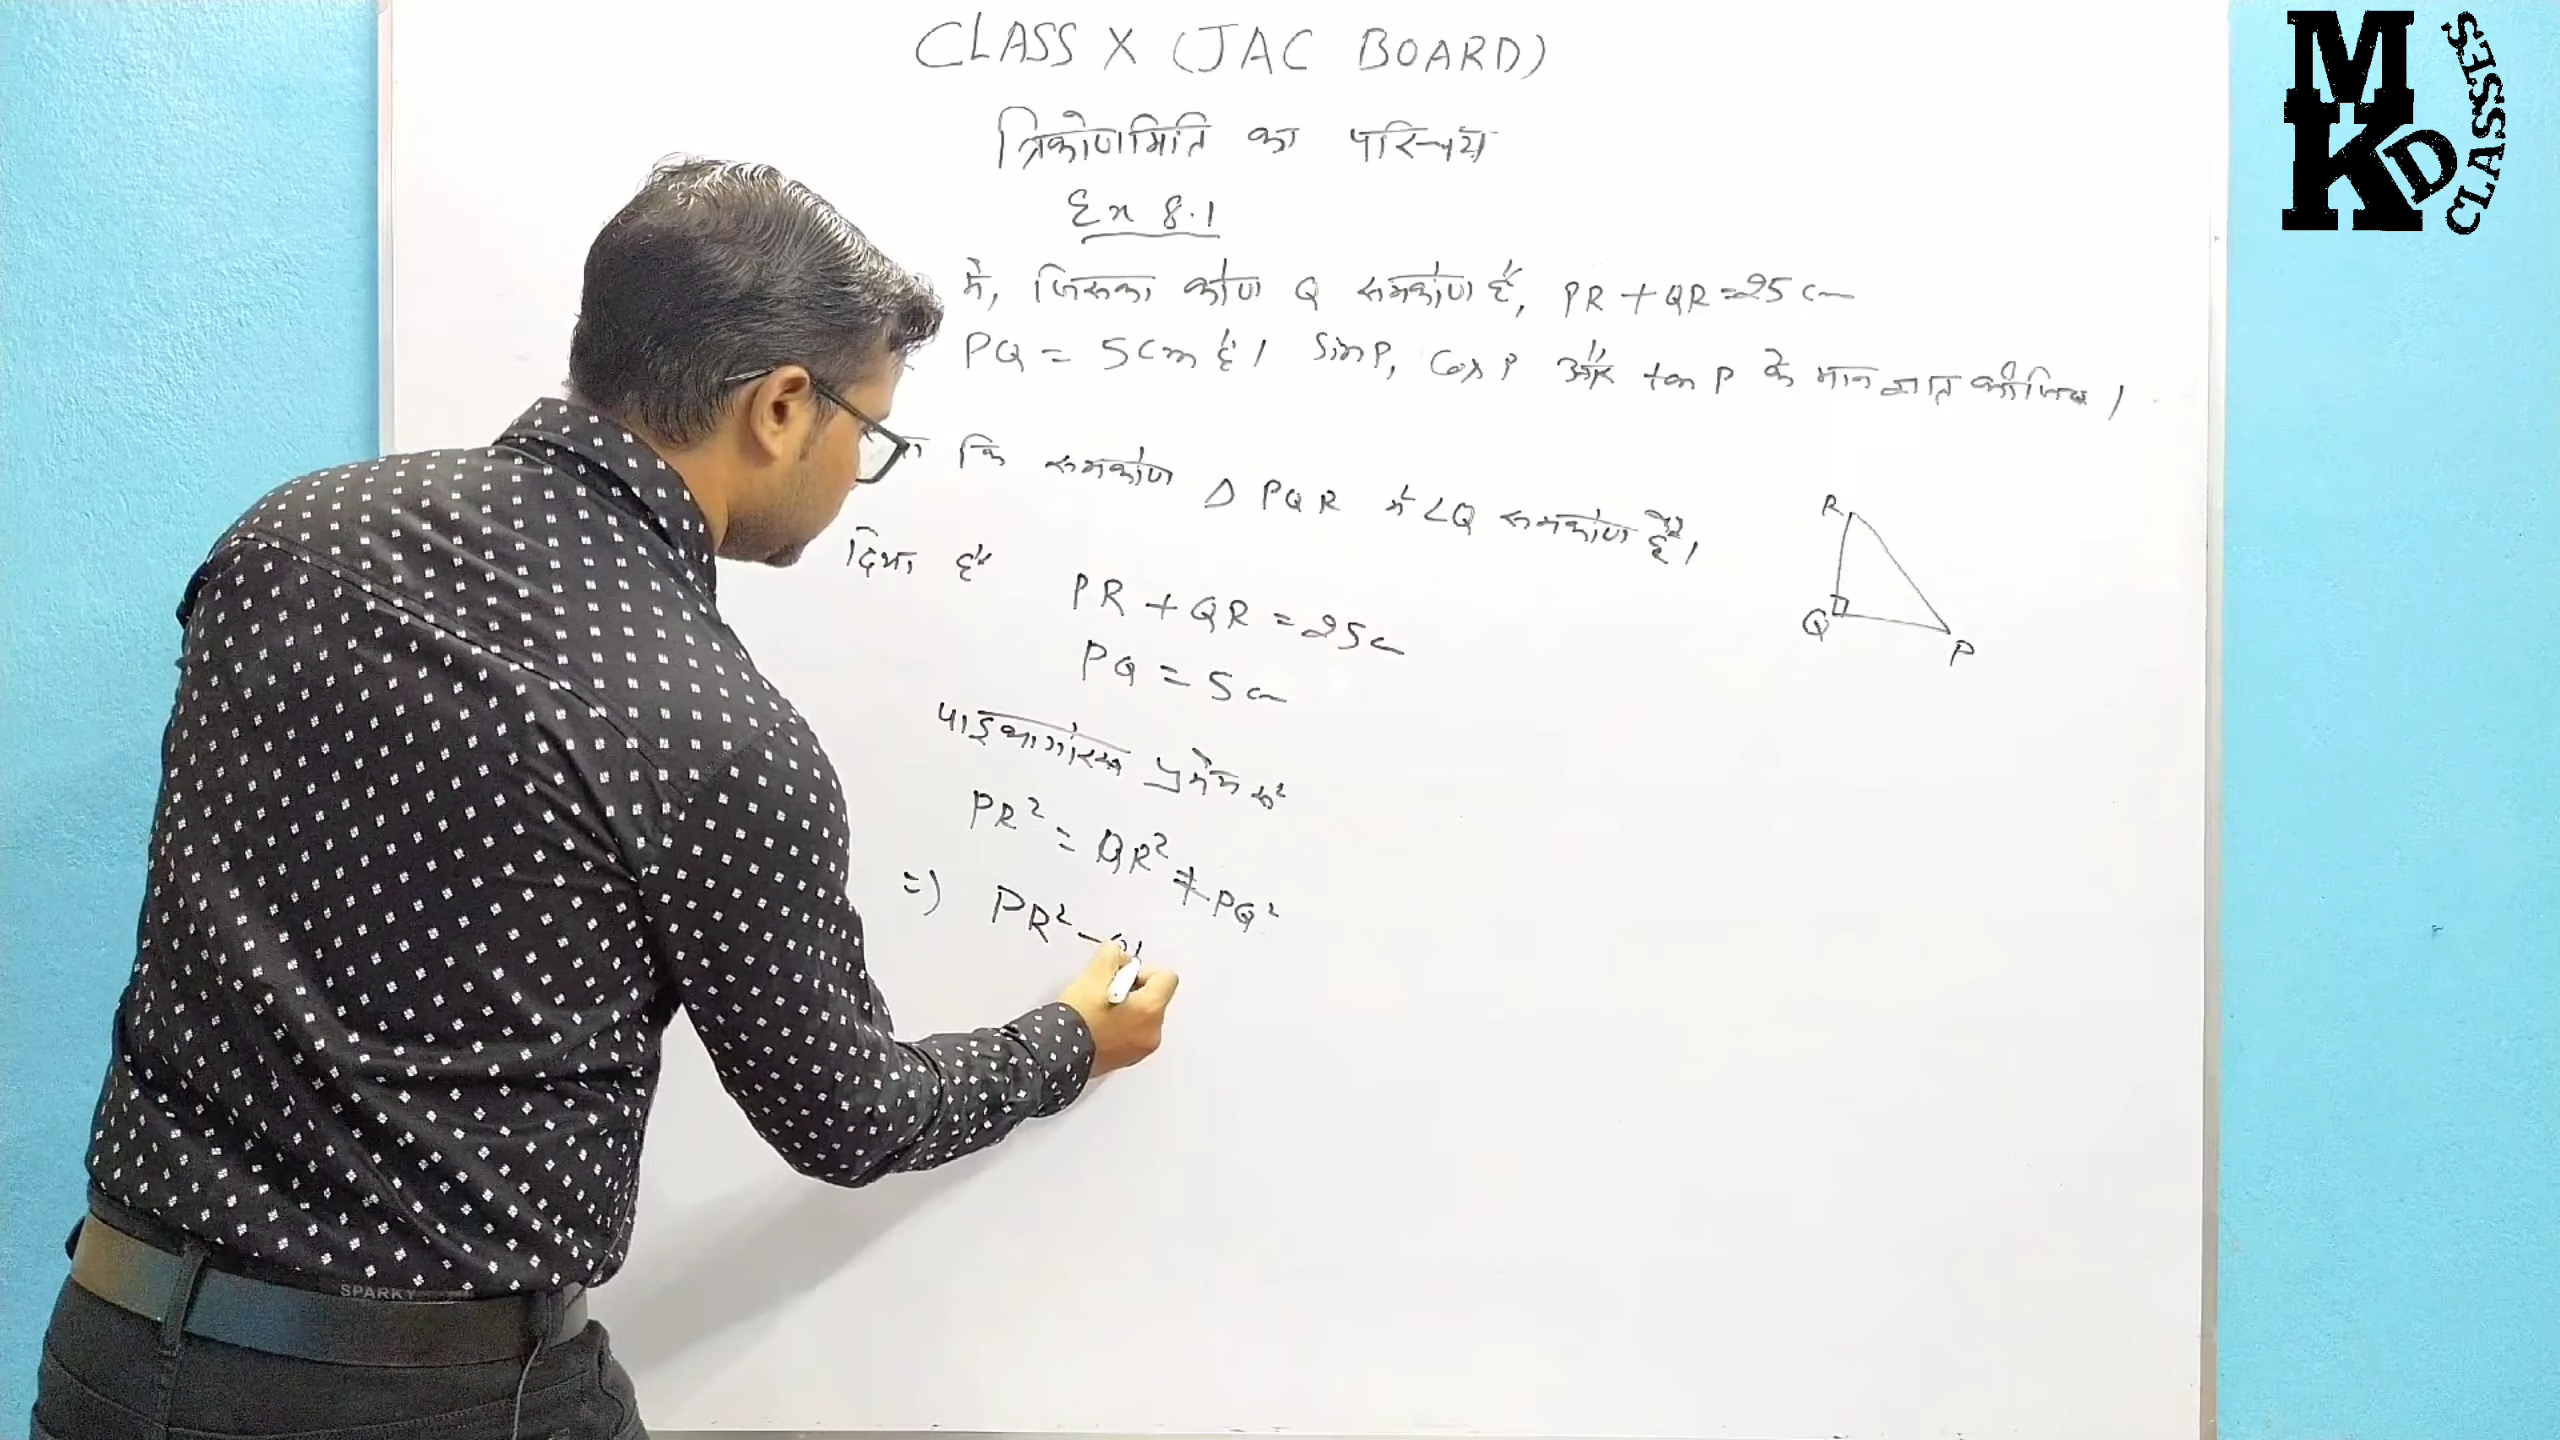 CLASS X (JAC BOARD)
त्रिकोणमिति का परिचय
Ex 8.1
में, जिसका कोण Q समकोण है, PR + QR = 25 cm
PQ = 5 cm है। sin P, cos P और tan P के मान ज्ञात कीजिए।
कि समकोण Δ PQR में ∠Q समकोण है।
दिया है PR + QR = 25 cm
PQ = 5 cm
पाइथागोरस प्रमेय से
PR² = QR² + PQ²
=) PR² -
R
Q
P
MKD CLASSES
SPARKY